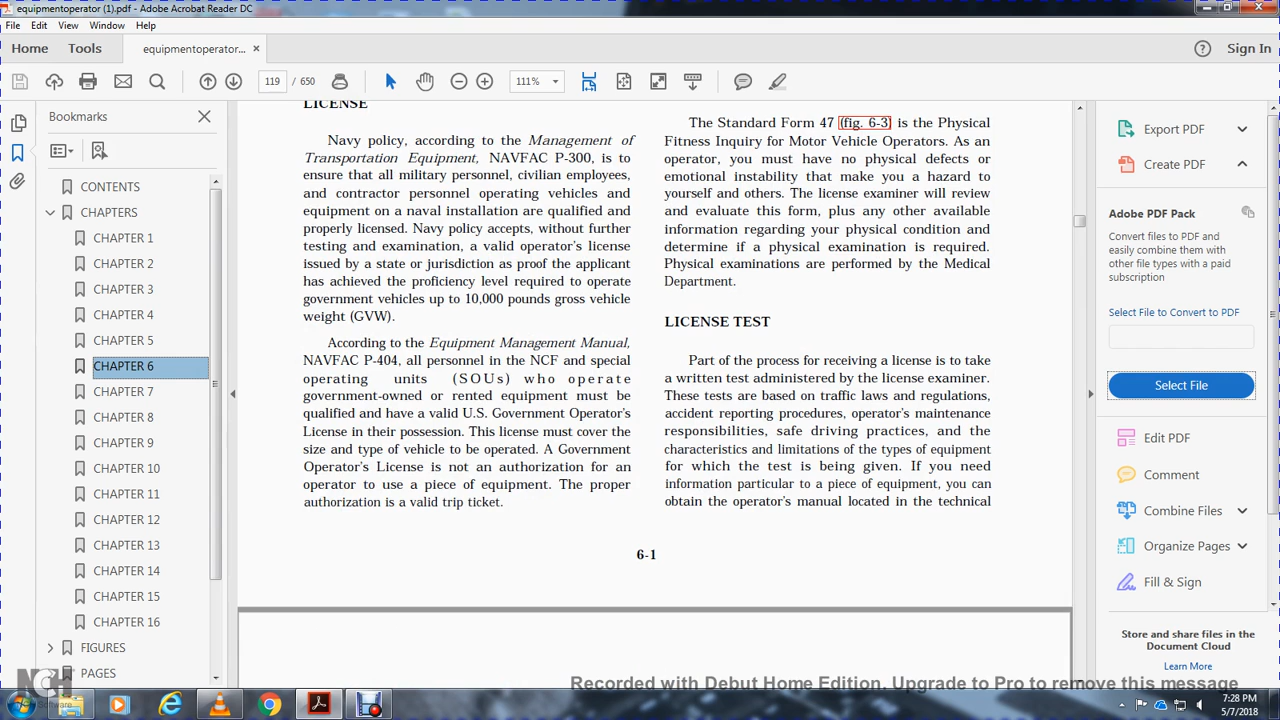 equipmentoperator (1).pdf - Adobe Acrobat Reader DC
File Edit View Window Help
Home Tools equipmentoperator... × Sign In
119 / 650 111%
Bookmarks
CONTENTS
CHAPTERS
CHAPTER 1
CHAPTER 2
CHAPTER 3
CHAPTER 4
CHAPTER 5
CHAPTER 6
CHAPTER 7
CHAPTER 8
CHAPTER 9
CHAPTER 10
CHAPTER 11
CHAPTER 12
CHAPTER 13
CHAPTER 14
CHAPTER 15
CHAPTER 16
FIGURES
PAGES
LICENSE
Navy policy, according to the Management of
Transportation Equipment, NAVFAC P-300, is to
ensure that all military personnel, civilian employees,
and contractor personnel operating vehicles and
equipment on a naval installation are qualified and
properly licensed. Navy policy accepts, without further
testing and examination, a valid operator's license
issued by a state or jurisdiction as proof the applicant
has achieved the proficiency level required to operate
government vehicles up to 10,000 pounds gross vehicle
weight (GVW).
According to the Equipment Management Manual,
NAVFAC P-404, all personnel in the NCF and special
operating units (SOUs) who operate
government-owned or rented equipment must be
qualified and have a valid U.S. Government Operator's
License in their possession. This license must cover the
size and type of vehicle to be operated. A Government
Operator's License is not an authorization for an
operator to use a piece of equipment. The proper
authorization is a valid trip ticket.
The Standard Form 47 (fig. 6-3) is the Physical
Fitness Inquiry for Motor Vehicle Operators. As an
operator, you must have no physical defects or
emotional instability that make you a hazard to
yourself and others. The license examiner will review
and evaluate this form, plus any other available
information regarding your physical condition and
determine if a physical examination is required.
Physical examinations are performed by the Medical
Department.
LICENSE TEST
Part of the process for receiving a license is to take
a written test administered by the license examiner.
These tests are based on traffic laws and regulations,
accident reporting procedures, operator's maintenance
responsibilities, safe driving practices, and the
characteristics and limitations of the types of equipment
for which the test is being given. If you need
information particular to a piece of equipment, you can
obtain the operator's manual located in the technical
6-1
Export PDF
Create PDF
Adobe PDF Pack
Convert files to PDF and
easily combine them with
other file types with a paid
subscription
Select File to Convert to PDF
Select File
Edit PDF
Comment
Combine Files
Organize Pages
Fill & Sign
Store and share files in the
Document Cloud
Learn More
NCH
Software
Recorded with Debut Home Edition. Upgrade to Pro to remove this message
7:28 PM
5/7/2018